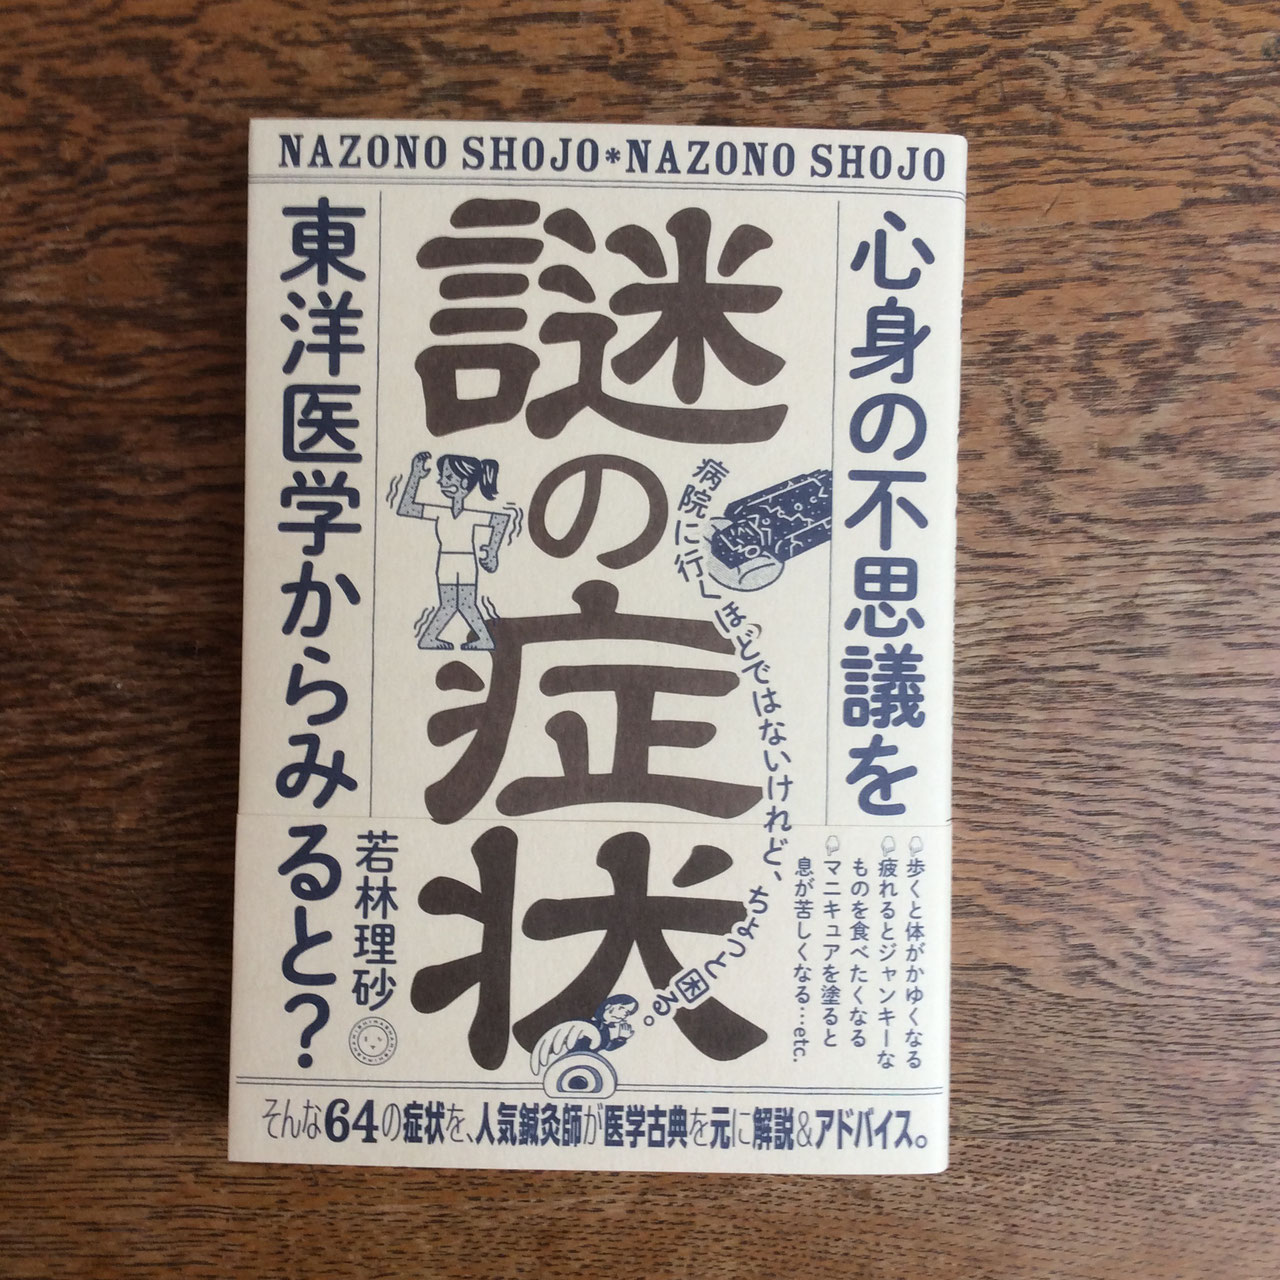 NAZONO SHOJO*NAZONO SHOJO
心身の不思議を
東洋医学からみると?
謎の症状
病院に行くほどではないけれど、ちょっと困る。
若林理砂
歩くと体がかゆくなる
疲れるとジャンキーな
ものを食べたくなる
マニキュアを塗ると
息が苦しくなる…etc.
そんな64の症状を、人気鍼灸師が医学古典を元に解説&アドバイス。